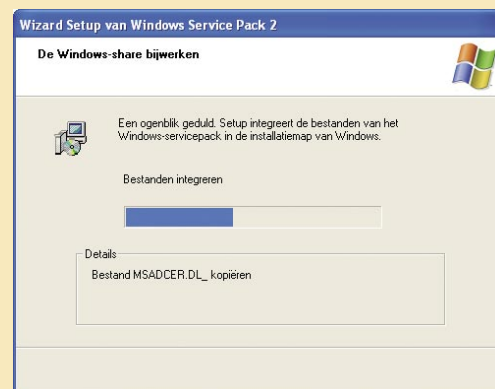 Wizard Setup van Windows Service Pack 2
De Windows-share bijwerken
Een ogenblik geduld. Setup integreert de bestanden van het
Windows-servicepack in de installatiemap van Windows.
Bestanden integreren
Details
Bestand MSADCER.DL_ kopiëren